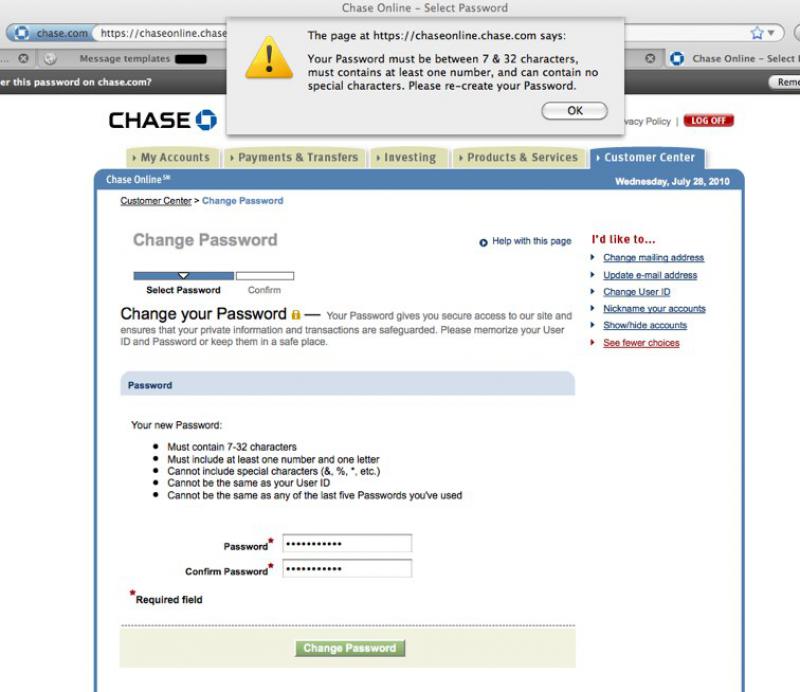 Chase Online – Select Password
chase.com https://chaseonline.chase
The page at https://chaseonline.chase.com says:
Your Password must be between 7 & 32 characters,
must contains at least one number, and can contain no
special characters. Please re-create your Password.
OK
... Message templates
Chase Online – Select
er this password on chase.com?
Reme
CHASE
vacy Policy | LOG OFF
My Accounts Payments & Transfers Investing Products & Services Customer Center
Chase Online℠ Wednesday, July 28, 2010
Customer Center > Change Password
Change Password
Help with this page
Select Password Confirm
Change your Password — Your Password gives you secure access to our site and
ensures that your private information and transactions are safeguarded. Please memorize your User
ID and Password or keep them in a safe place.
I'd like to...
Change mailing address
Update e-mail address
Change User ID
Nickname your accounts
Show/hide accounts
See fewer choices
Password
Your new Password:
• Must contain 7-32 characters
• Must include at least one number and one letter
• Cannot include special characters (&, %, *, etc.)
• Cannot be the same as your User ID
• Cannot be the same as any of the last five Passwords you've used
Password* •••••••••••
Confirm Password* •••••••••••
*Required field
Change Password